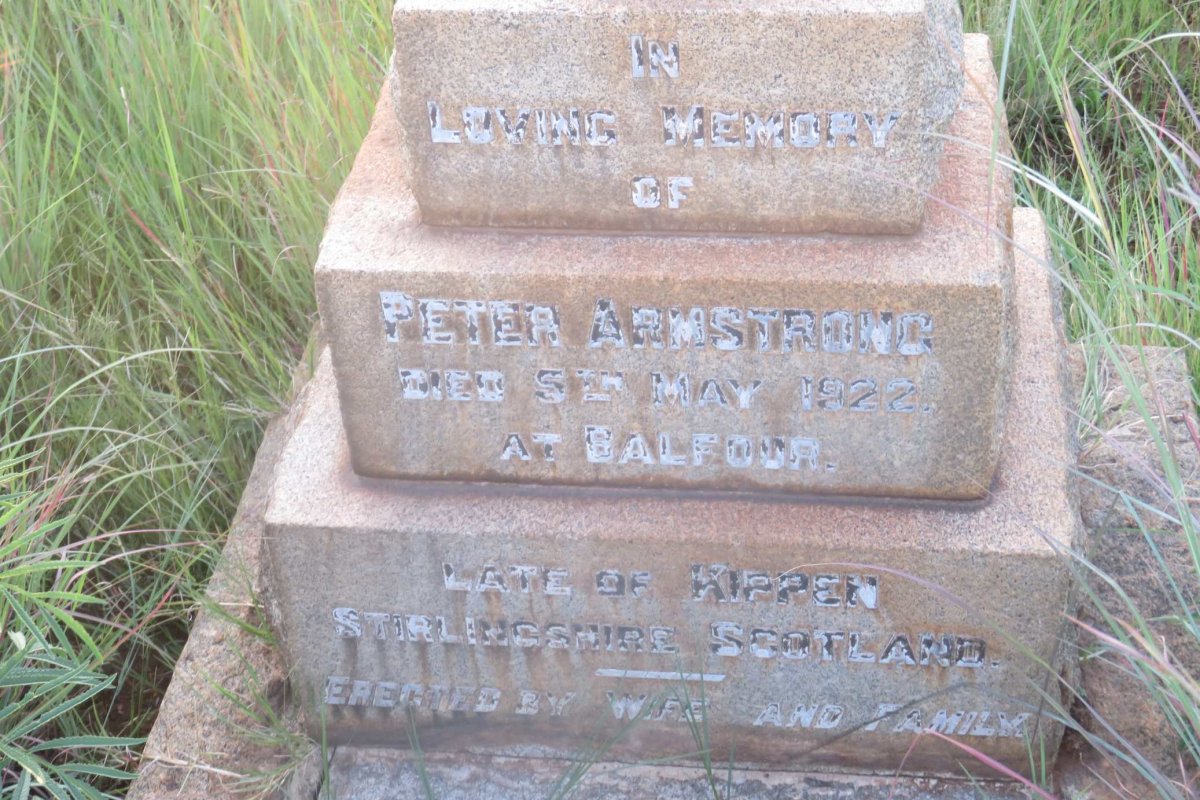 IN
LOVING MEMORY
OF
PETER ARMSTRONG
DIED 5TH MAY 1922.
AT BALFOUR.
LATE OF KIPPEN
STIRLINGSHIRE SCOTLAND.
ERECTED BY WIFE AND FAMILY